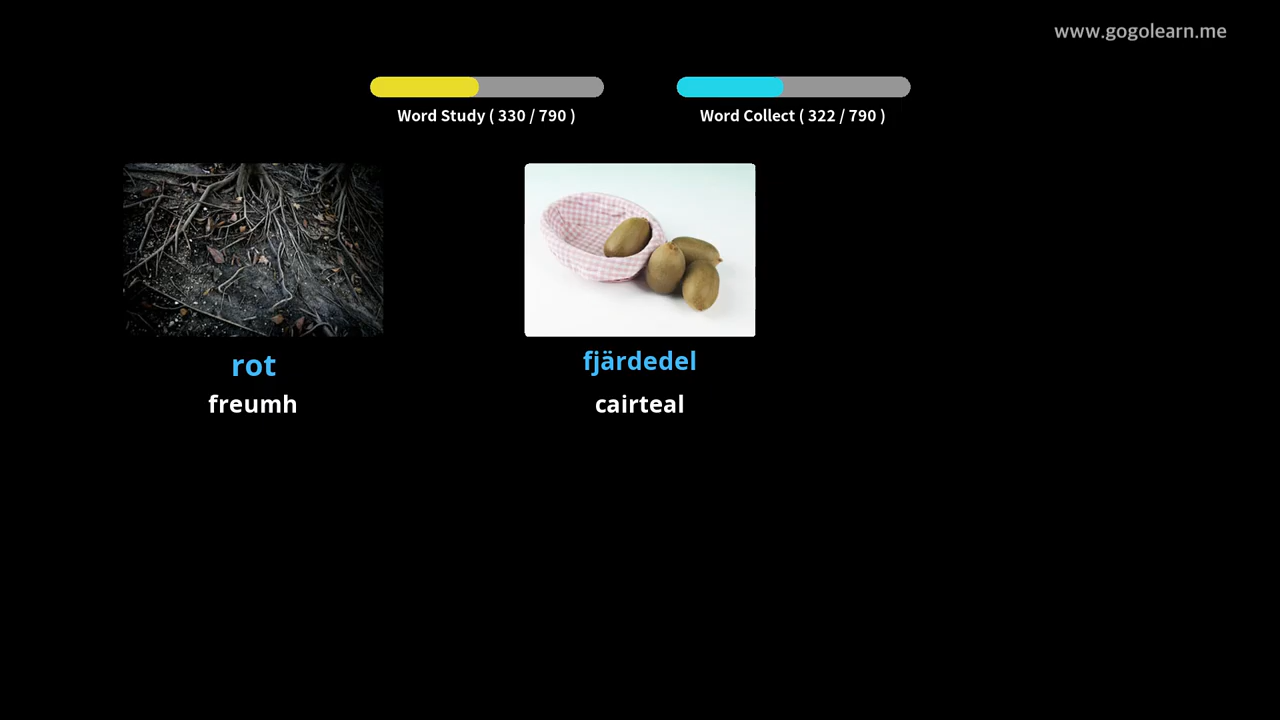 www.gogolearn.me
Word Study ( 330 / 790 )
Word Collect ( 322 / 790 )
rot
freumh
fjärdedel
cairteal